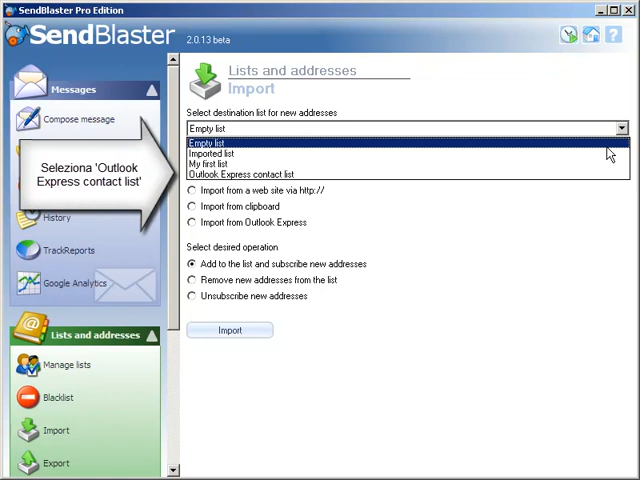 SendBlaster Pro Edition
SendBlaster
2.0.13 beta
?
Messages
Compose message
Seleziona 'Outlook
Express contact list'
History
TrackReports
Google Analytics
Lists and addresses
Manage lists
Blacklist
Import
Export
Lists and addresses
Import
Select destination list for new addresses
Empty list
Empty list
Imported list
My first list
Outlook Express contact list
Import from a web site via http://
Import from clipboard
Import from Outlook Express
Select desired operation
Add to the list and subscribe new addresses
Remove new addresses from the list
Unsubscribe new addresses
Import